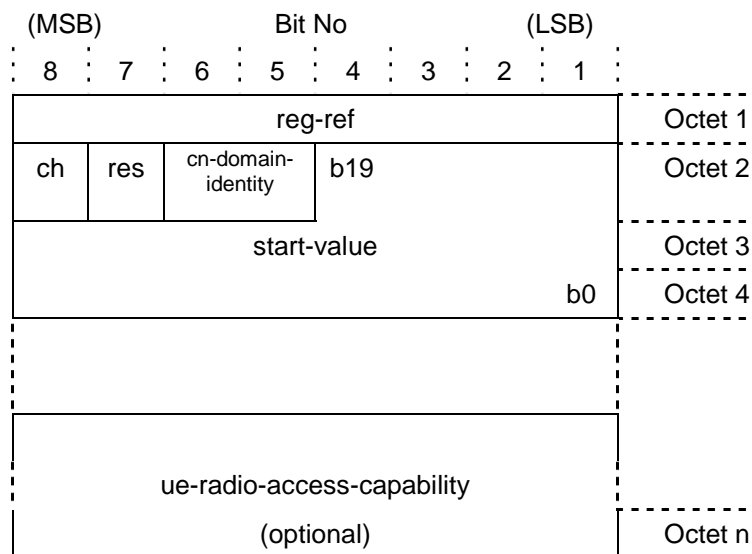 (MSB) Bit No (LSB)
8 7 6 5 4 3 2 1
reg-ref Octet 1
ch res cn-domain-identity b19 Octet 2
start-value Octet 3
b0 Octet 4
ue-radio-access-capability
(optional) Octet n